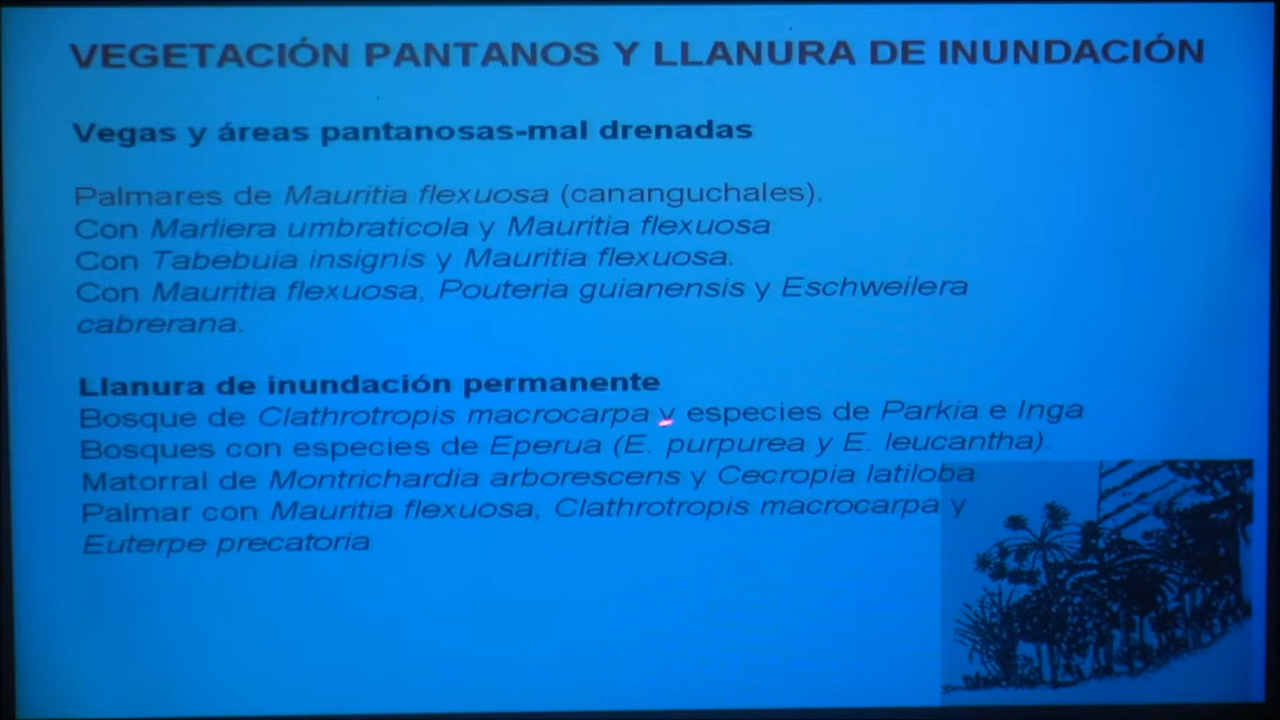 VEGETACIÓN PANTANOS Y LLANURA DE INUNDACIÓN
Vegas y áreas pantanosas-mal drenadas
Palmares de Mauritia flexuosa (cananguchales).
Con Marliera umbraticola y Mauritia flexuosa
Con Tabebuia insignis y Mauritia flexuosa.
Con Mauritia flexuosa, Pouteria guianensis y Eschweilera
cabrerana.
Llanura de inundación permanente
Bosque de Clathrotropis macrocarpa y especies de Parkia e Inga
Bosques con especies de Eperua (E. purpurea y E. leucantha).
Matorral de Montrichardia arborescens y Cecropia latiloba
Palmar con Mauritia flexuosa, Clathrotropis macrocarpa y
Euterpe precatoria